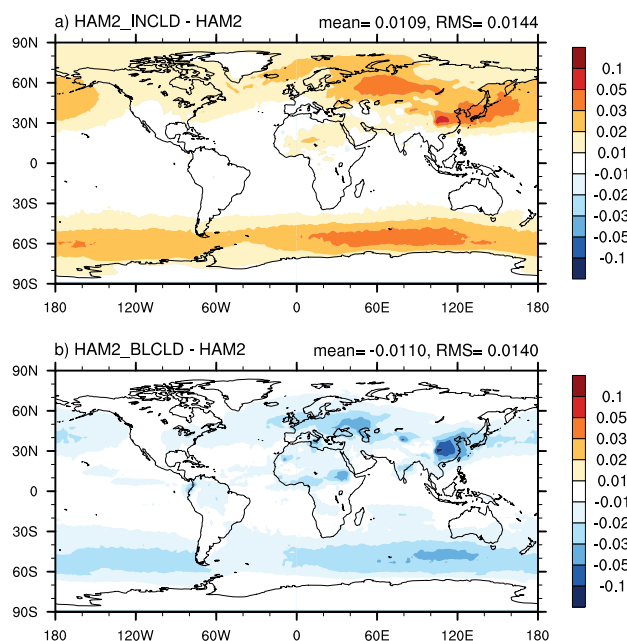 a) HAM2_INCLD - HAM2 mean= 0.0109, RMS= 0.0144
90N
60N
30N
0
30S
60S
90S
180 120W 60W 0 60E 120E 180
0.1
0.05
0.03
0.02
0.01
-0.01
-0.02
-0.03
-0.05
-0.1
b) HAM2_BLCLD - HAM2 mean= -0.0110, RMS= 0.0140
90N
60N
30N
0
30S
60S
90S
180 120W 60W 0 60E 120E 180
0.1
0.05
0.03
0.02
0.01
-0.01
-0.02
-0.03
-0.05
-0.1